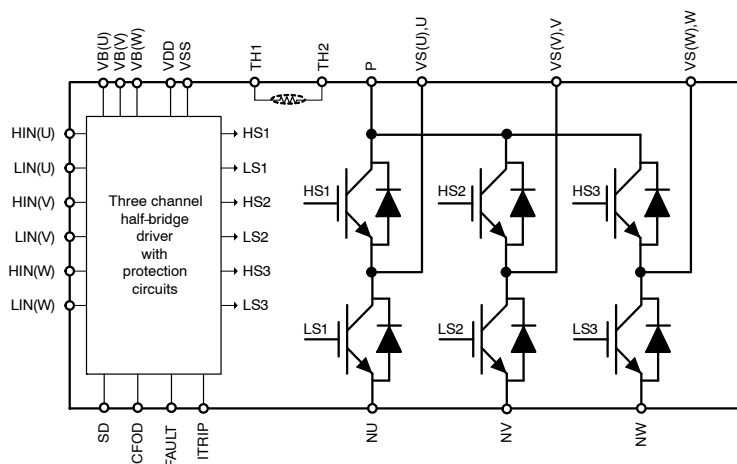 VB(U)
VB(V)
VB(W)
VDD
VSS
TH1
TH2
P
VS(U),U
VS(V),V
VS(W),W
HIN(U)
LIN(U)
HIN(V)
LIN(V)
HIN(W)
LIN(W)
Three channel
half-bridge
driver
with
protection
circuits
HS1
LS1
HS2
LS2
HS3
LS3
HS1
HS2
HS3
LS1
LS2
LS3
SD
CFOD
FAULT
ITRIP
NU
NV
NW